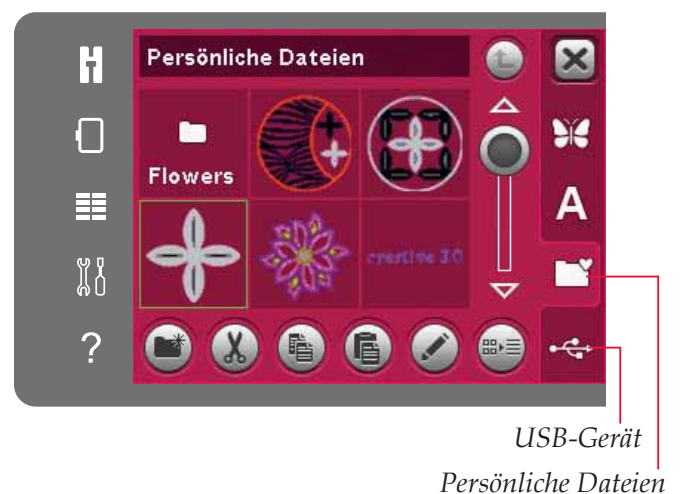 Persönliche Dateien
Flowers
A
creative 3.0
?
USB-Gerät
Persönliche Dateien